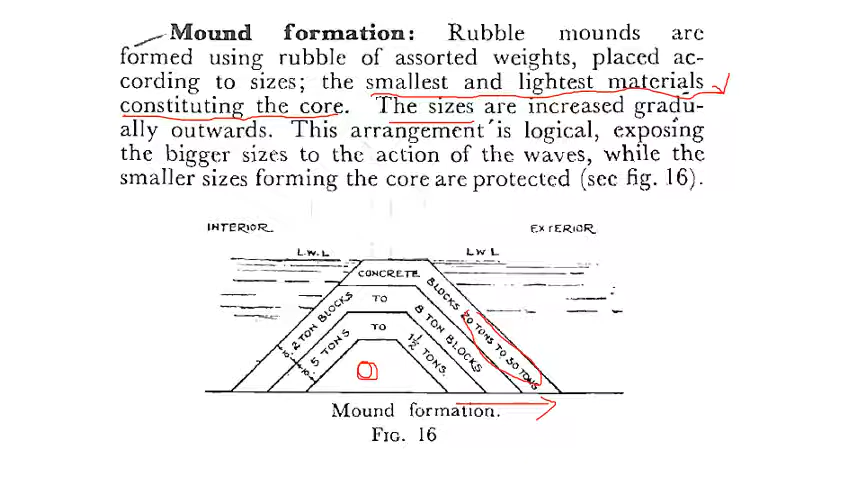 Mound formation: Rubble mounds are
formed using rubble of assorted weights, placed ac-
cording to sizes; the smallest and lightest materials
constituting the core. The sizes are increased gradu-
ally outwards. This arrangement is logical, exposing
the bigger sizes to the action of the waves, while the
smaller sizes forming the core are protected (see fig. 16).
INTERIOR
EXTERIOR
L.W.L
L W L
CONCRETE BLOCKS 20 TONS TO 50 TONS
2 TON BLOCKS TO 8 TON BLOCKS
5 TONS TO 1½ TONS.
10' 10'
Mound formation.
FIG. 16